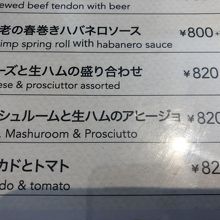 ewed beef tendon with beer
老の春巻きハバネロソース ¥800+
imp spring roll with habanero sauce
ーズと生ハムの盛り合わせ ¥820
ese & prosciuttor assorted
シュルームと生ハムのアヒージョ ¥820
. Mashuroom & Prosciutto
カドとトマト ¥82
do & tomato